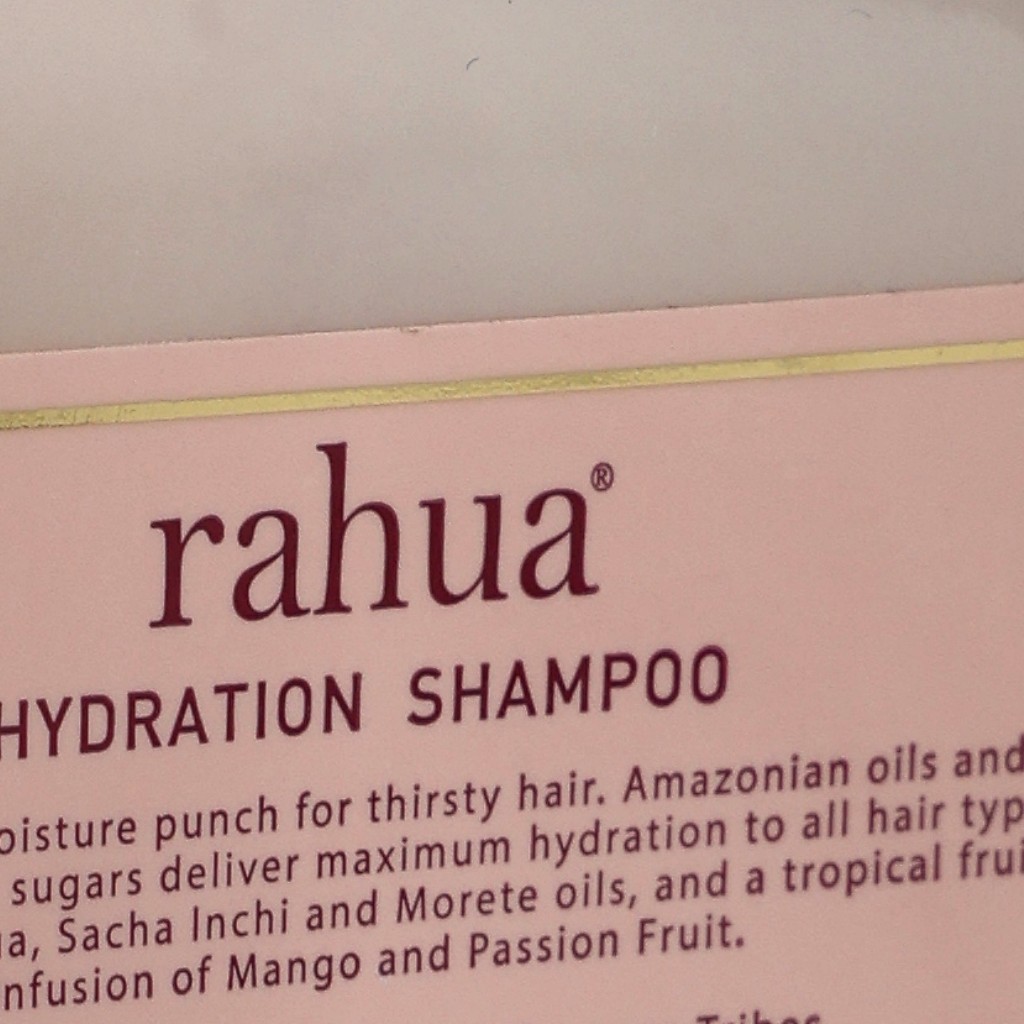 rahua®
HYDRATION SHAMPOO
oisture punch for thirsty hair. Amazonian oils and
sugars deliver maximum hydration to all hair typ
a, Sacha Inchi and Morete oils, and a tropical frui
nfusion of Mango and Passion Fruit.
Tribes